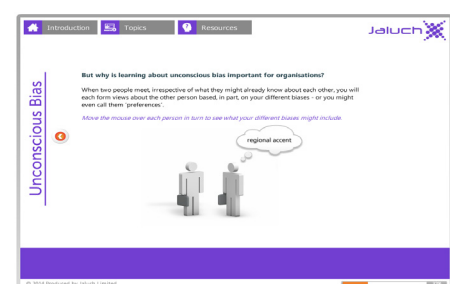 Introduction
Topics
Resources
Jaluch
Unconscious Bias
But why is learning about unconscious bias important for organisations?
When two people meet, irrespective of what they might already know about each other, you will
each form views about the other person based, in part, on your different biases - or you might
even call them 'preferences'.
Move the mouse over each person in turn to see what your different biases might include.
regional accent
© 2014 Produced by Jaluch Limited